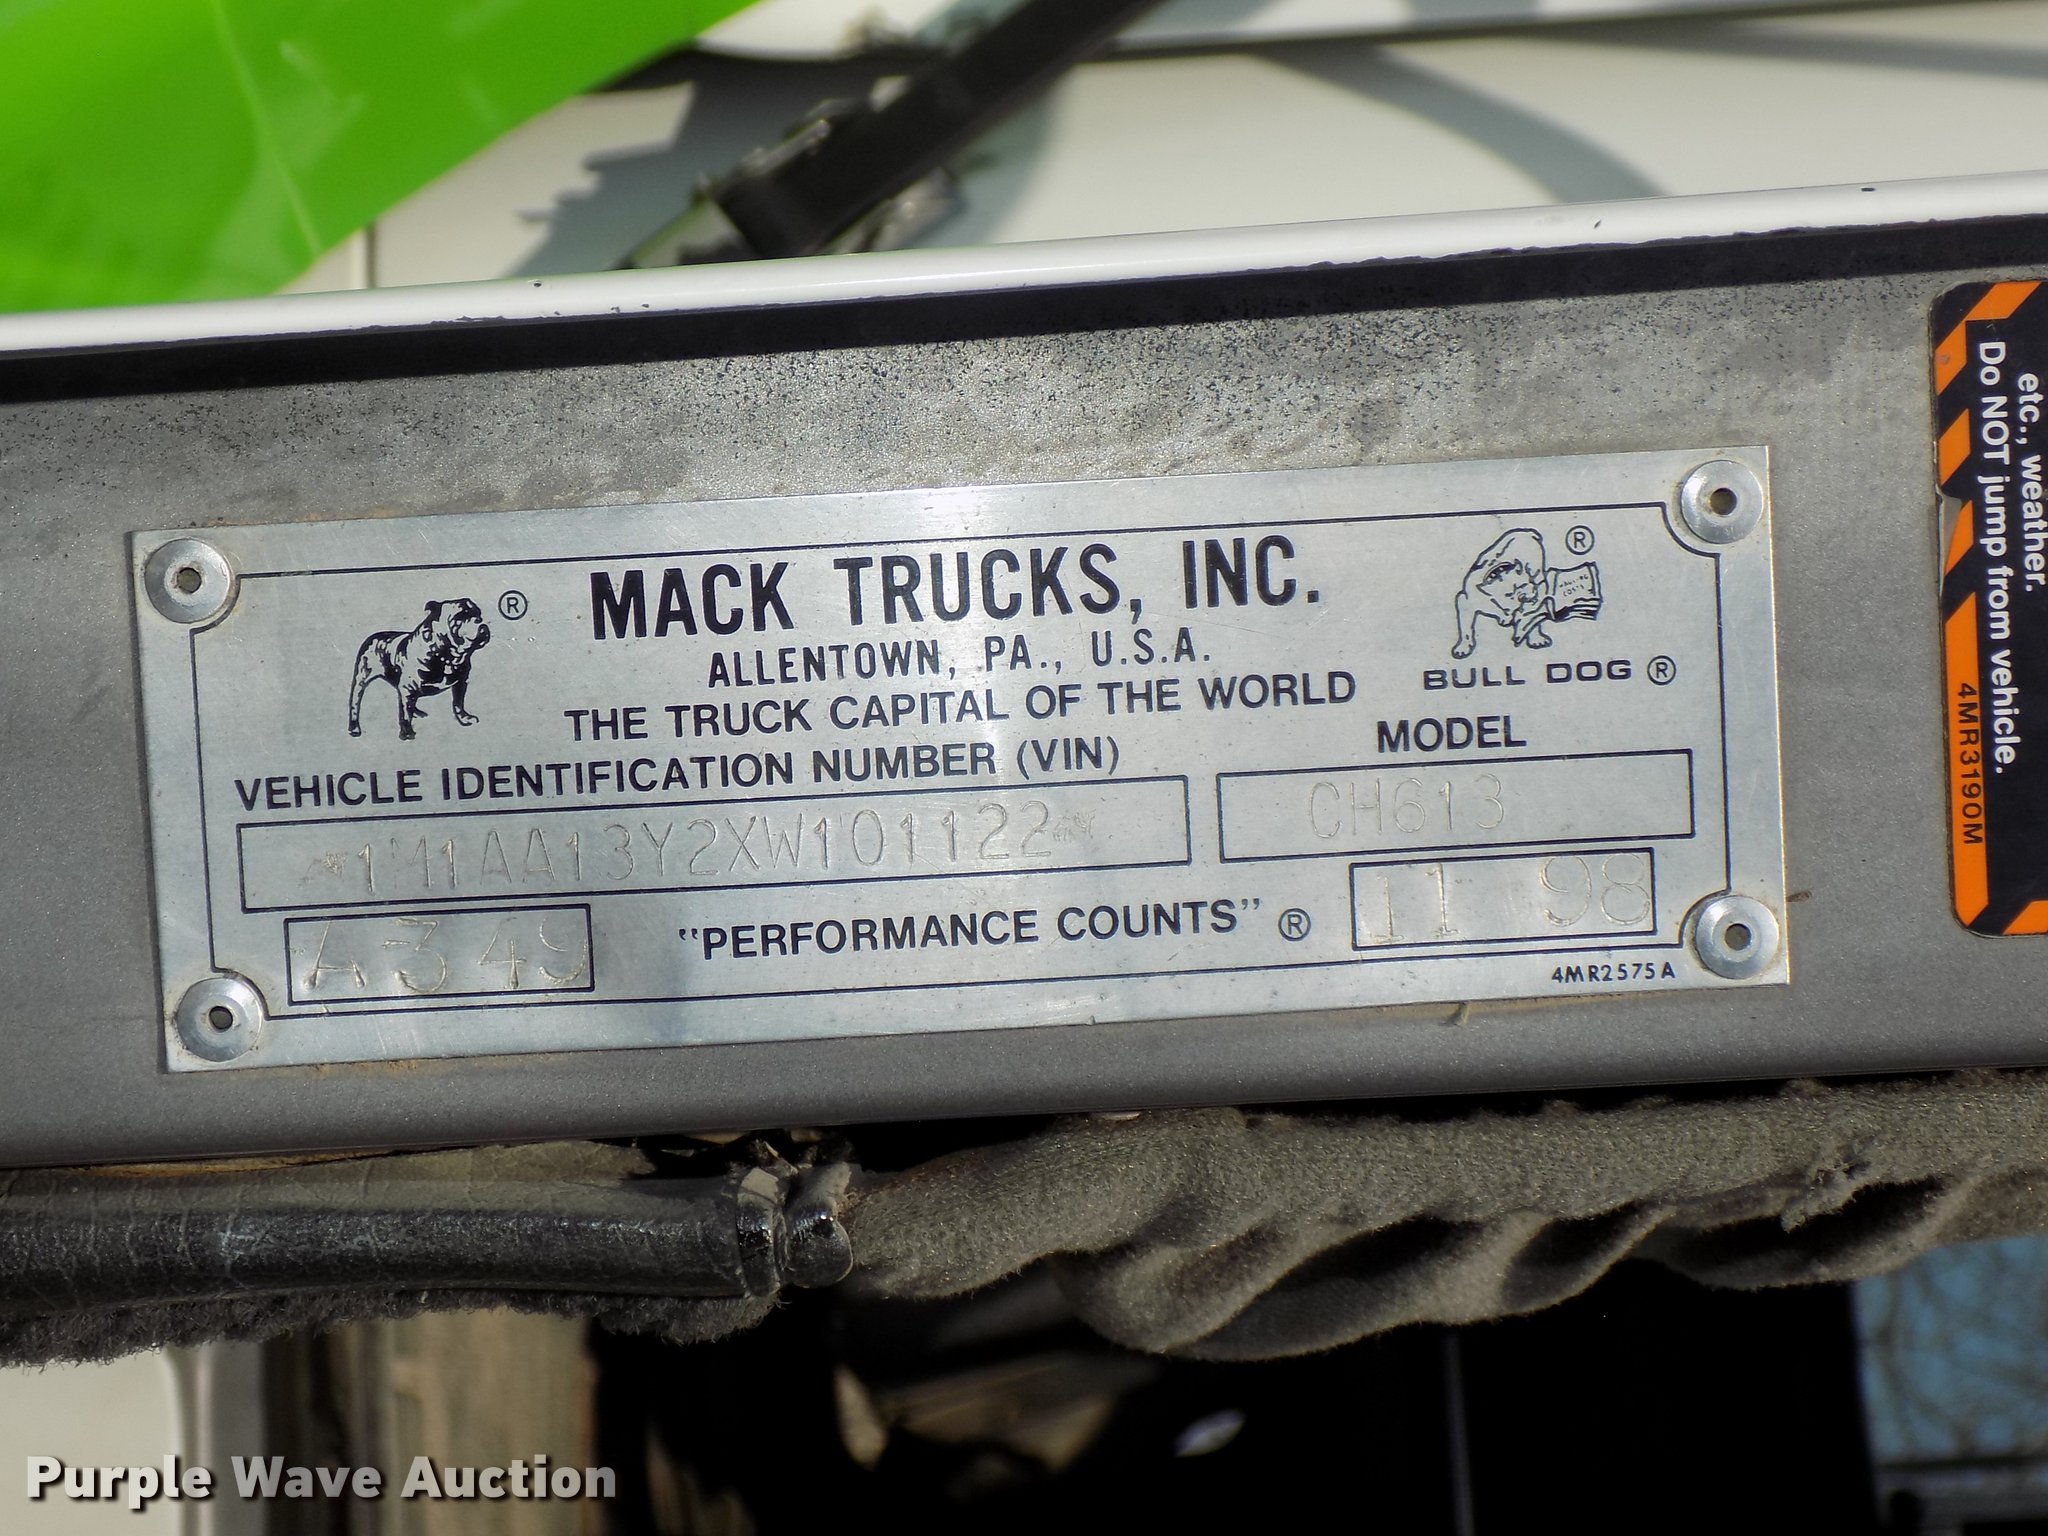 MACK TRUCKS, INC.
ALLENTOWN, PA., U.S.A.
THE TRUCK CAPITAL OF THE WORLD
®
®
BULL DOG ®
VEHICLE IDENTIFICATION NUMBER (VIN)
MODEL
1M1AA13Y2XW101122
CH613
A 349
"PERFORMANCE COUNTS" ®
11 98
4MR2575A
etc., weather.
Do NOT jump from vehicle.
4MR3190M
Purple Wave Auction